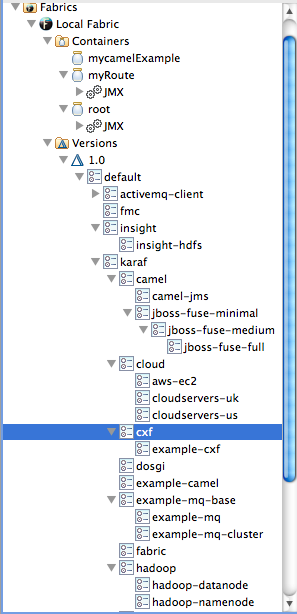 Fabrics
Local Fabric
Containers
mycamelExample
myRoute
JMX
root
JMX
Versions
1.0
default
activemq-client
fmc
insight
insight-hdfs
karaf
camel
camel-jms
jboss-fuse-minimal
jboss-fuse-medium
jboss-fuse-full
cloud
aws-ec2
cloudservers-uk
cloudservers-us
cxf
example-cxf
dosgi
example-camel
example-mq-base
example-mq
example-mq-cluster
fabric
hadoop
hadoop-datanode
hadoop-namenode